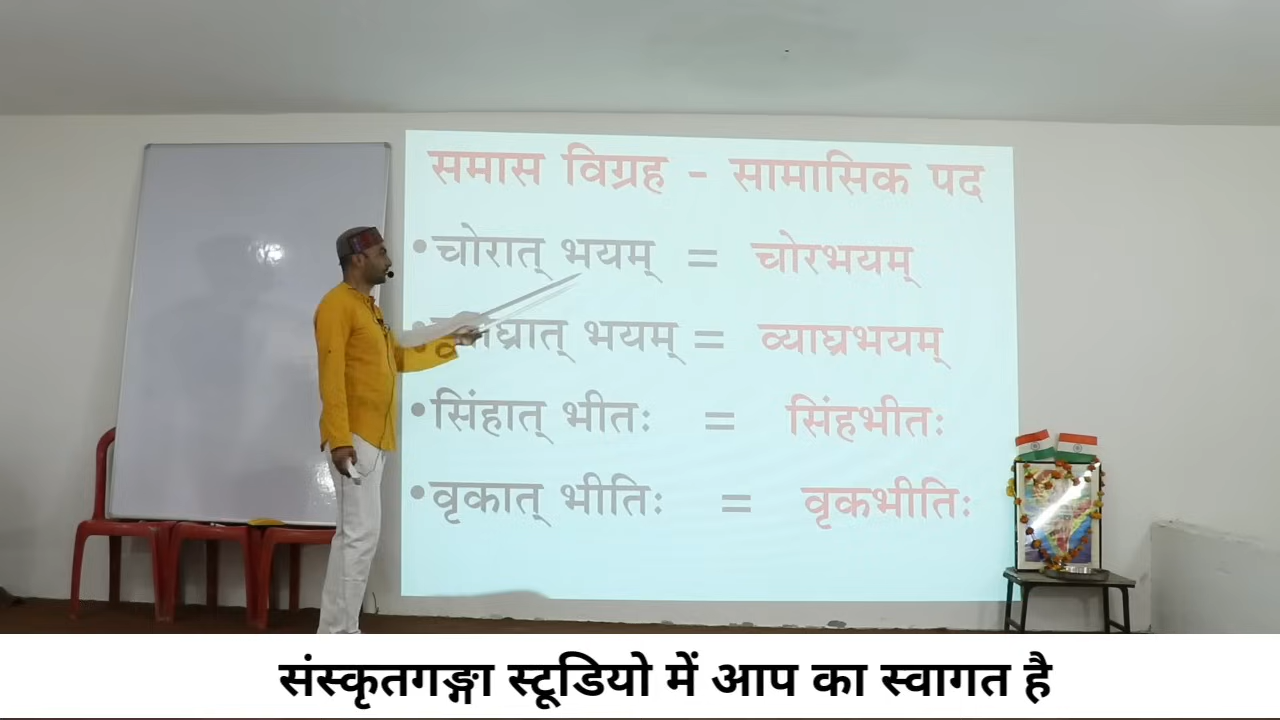 समास विग्रह - सामासिक पद
•चोरात् भयम् = चोरभयम्
घ्रात् भयम् = व्याघ्रभयम्
•सिंहात् भीतः = सिंहभीतः
•वृकात् भीतिः = वृकभीतिः
संस्कृतगङ्गा स्टूडियो में आप का स्वागत है